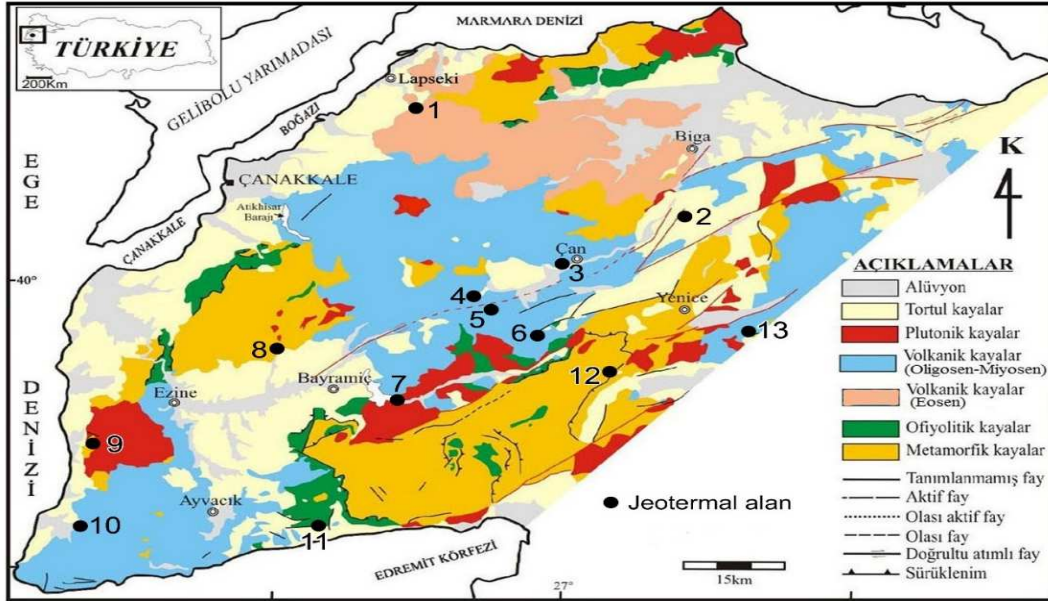 MARMARA DENİZİ
TÜRKİYE
200Km
GELİBOLU YARIMADASI
Lapseki
1
BOĞAZI
Biga
EGE
K
ÇANAKKALE
Atikhisar
Barajı
2
ÇANAKKALE
Çan
3
40°
4
AÇIKLAMALAR
Alüvyon
5
Yenice
Tortul kayalar
6
13
Plutonik kayalar
8
Volkanik kayalar
(Oligosen-Miyosen)
12
Bayramiç
7
Ezine
Volkanik kayalar
(Eosen)
DENİZİ
Ofiyolitik kayalar
9
Metamorfik kayalar
Tanımlanmamış fay
Ayvacık
Jeotermal alan
Aktif fay
10
Olası aktif fay
11
Olası fay
EDREMİT KÖRFEZİ
Doğrultu atımlı fay
15km
27°
Sürüklenim